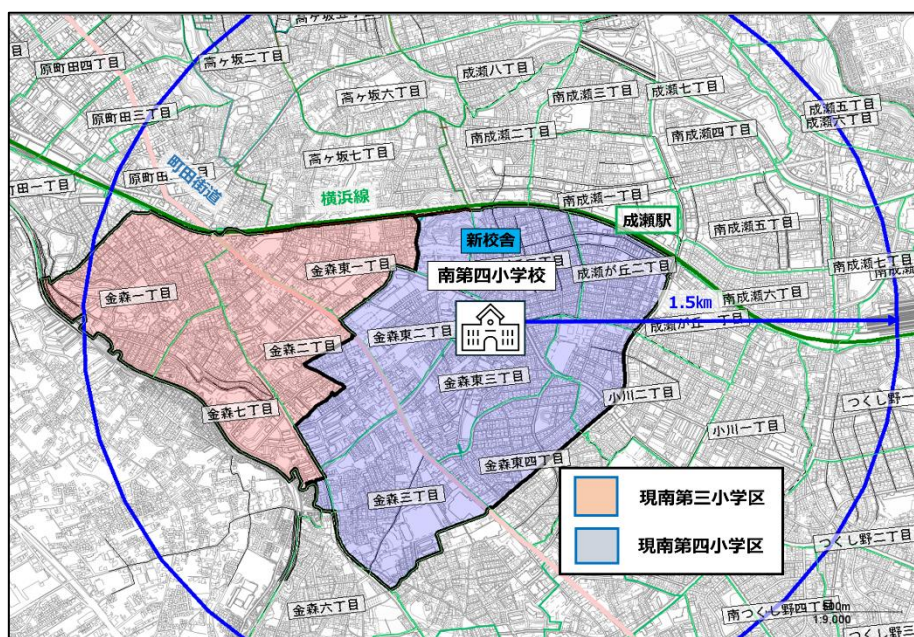 原町田四丁目
高ヶ坂二丁目
成瀬八丁目
高ヶ坂六丁目
南成瀬三丁目
成瀬七丁目
成瀬五丁目
成瀬六丁目
原町田三丁目
南成瀬二丁目
南成瀬四丁目
高ヶ坂七丁目
町田街道
横浜線
南成瀬一丁目
成瀬駅
南成瀬五丁目
新校舎
南第四小学校
金森東一丁目
成瀬が丘二丁目
南成瀬七丁目
金森一丁目
南成瀬六丁目
1.5km
金森二丁目
金森東二丁目
金森東三丁目
小川二丁目
金森七丁目
小川一丁目
金森東四丁目
金森三丁目
現南第三小学区
現南第四小学区
つくし野二丁目
金森六丁目
南つくし野四丁目
1:9,000